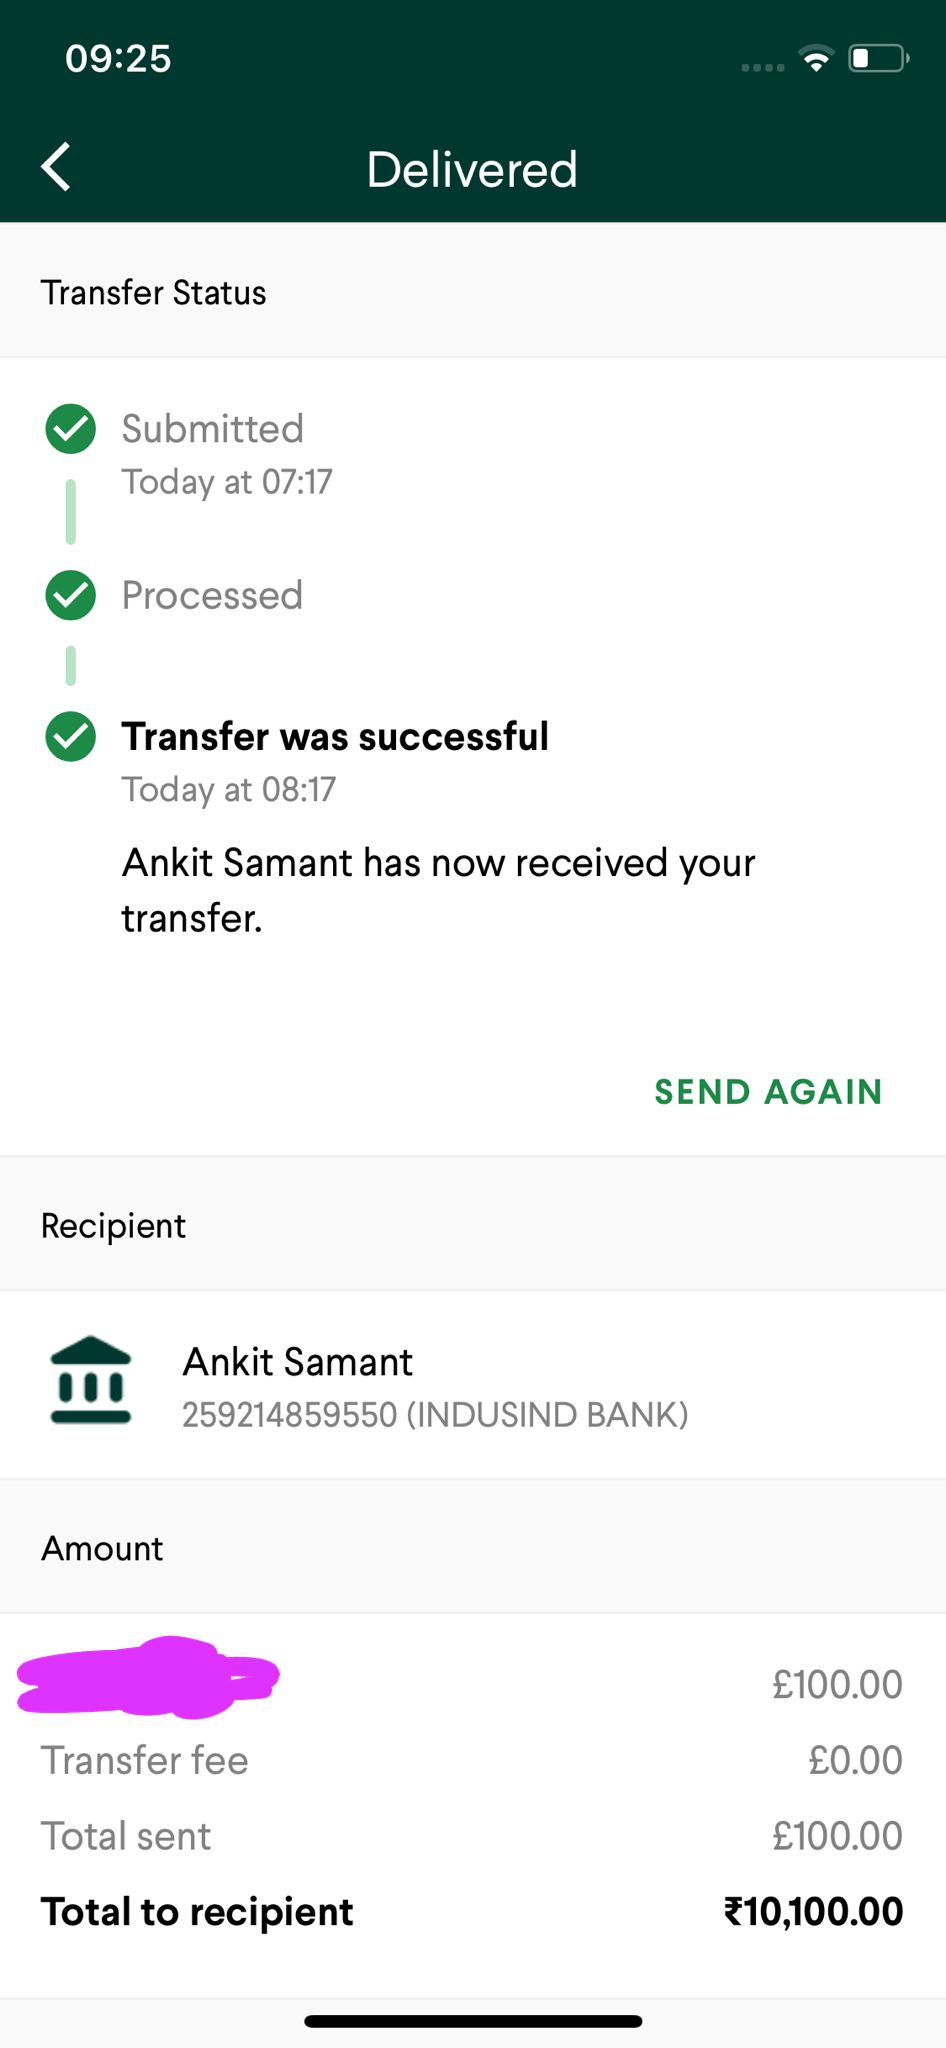 09:25
Delivered
Transfer Status
Submitted
Today at 07:17
Processed
Transfer was successful
Today at 08:17
Ankit Samant has now received your
transfer.
SEND AGAIN
Recipient
Ankit Samant
259214859550 (INDUSIND BANK)
Amount
£100.00
Transfer fee £0.00
Total sent £100.00
Total to recipient ₹10,100.00